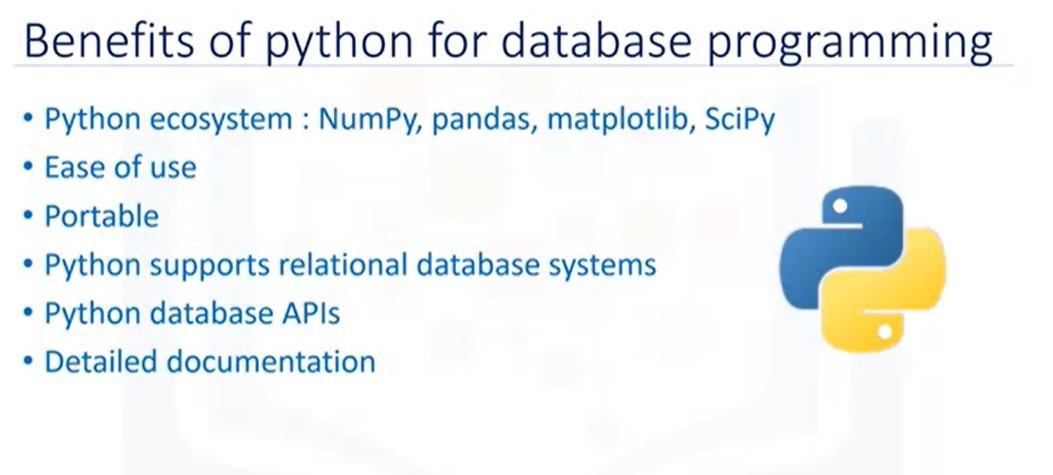 Benefits of python for database programming
• Python ecosystem : NumPy, pandas, matplotlib, SciPy
• Ease of use
• Portable
• Python supports relational database systems
• Python database APIs
• Detailed documentation